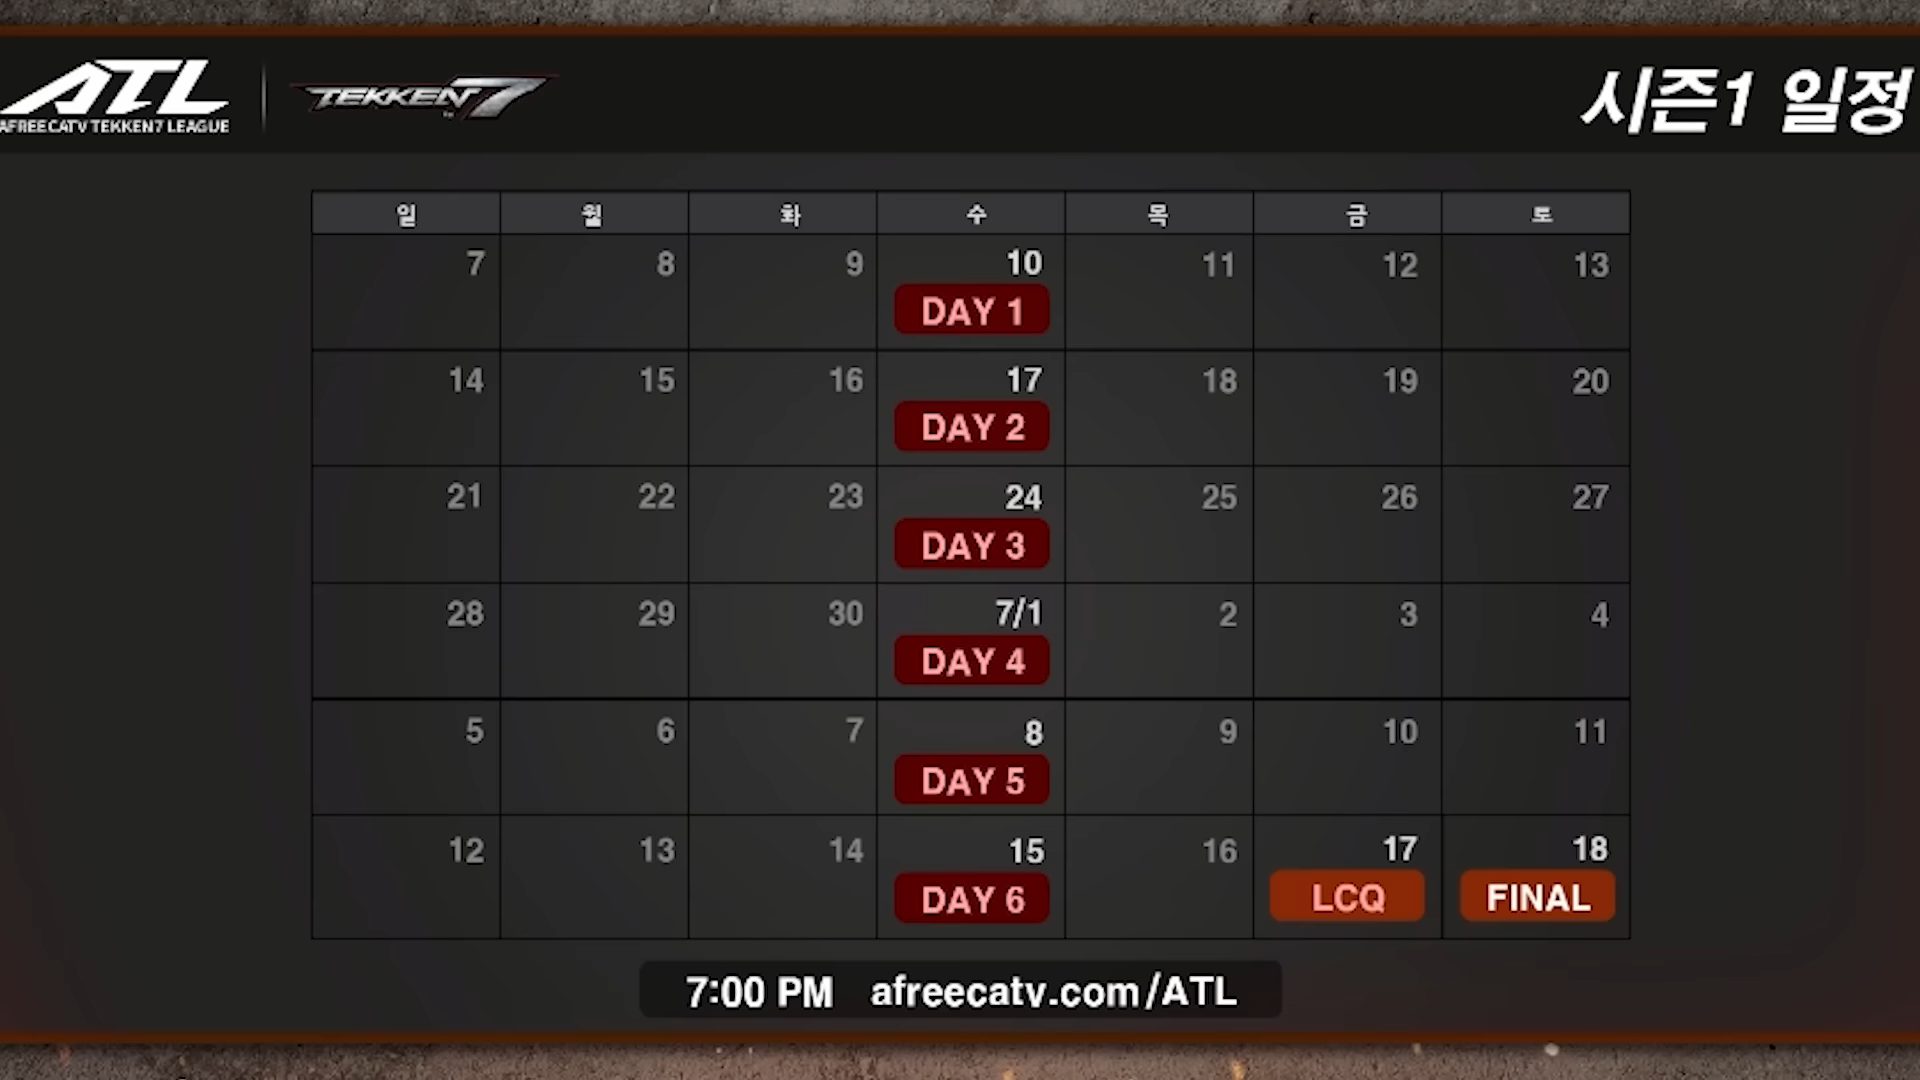 ATL
AFREECATV TEKKEN7 LEAGUE
TEKKEN 7
시즌1 일정
일 월 화 수 목 금 토
7 8 9 10 11 12 13
DAY 1
14 15 16 17 18 19 20
DAY 2
21 22 23 24 25 26 27
DAY 3
28 29 30 7/1 2 3 4
DAY 4
5 6 7 8 9 10 11
DAY 5
12 13 14 15 16 17 18
DAY 6 LCQ FINAL
7:00 PM afreecatv.com/ATL